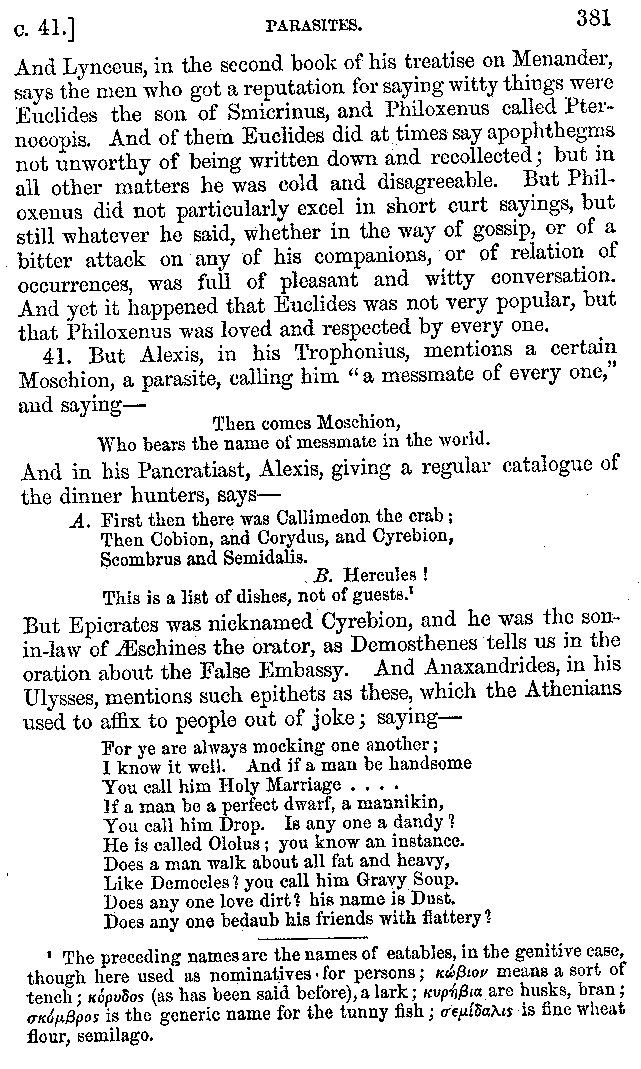 c. 41.] PARASITES. 381
And Lynceus, in the second book of his treatise on Menander,
says the men who got a reputation for saying witty things were
Euclides the son of Smicrinus, and Philoxenus called Pter-
nocopis. And of them Euclides did at times say apophthegms
not unworthy of being written down and recollected; but in
all other matters he was cold and disagreeable. But Phil-
oxenus did not particularly excel in short curt sayings, but
still whatever he said, whether in the way of gossip, or of a
bitter attack on any of his companions, or of relation of
occurrences, was full of pleasant and witty conversation.
And yet it happened that Euclides was not very popular, but
that Philoxenus was loved and respected by every one.
41. But Alexis, in his Trophonius, mentions a certain
Moschion, a parasite, calling him "a messmate of every one,"
and saying—
Then comes Moschion,
Who bears the name of messmate in the world.
And in his Pancratiast, Alexis, giving a regular catalogue of
the dinner hunters, says—
A. First then there was Callimedon the crab;
Then Cobion, and Corydus, and Cyrebion,
Scombrus and Semidalis.
B. Hercules!
This is a list of dishes, not of guests.¹
But Epicrates was nicknamed Cyrebion, and he was the son-
in-law of Æschines the orator, as Demosthenes tells us in the
oration about the False Embassy. And Anaxandrides, in his
Ulysses, mentions such epithets as these, which the Athenians
used to affix to people out of joke; saying—
For ye are always mocking one another;
I know it well. And if a man be handsome
You call him Holy Marriage . . . .
If a man be a perfect dwarf, a mannikin,
You call him Drop. Is any one a dandy?
He is called Ololus; you know an instance.
Does a man walk about all fat and heavy,
Like Democles? you call him Gravy Soup.
Does any one love dirt? his name is Dust.
Does any one bedaub his friends with flattery?
¹ The preceding names are the names of eatables, in the genitive case,
though here used as nominatives for persons; κώβιον means a sort of
tench; κόρυδος (as has been said before), a lark; κυρήβια are husks, bran;
σκόμβρος is the generic name for the tunny fish; σεμίδαλις is fine wheat
flour, semilago.